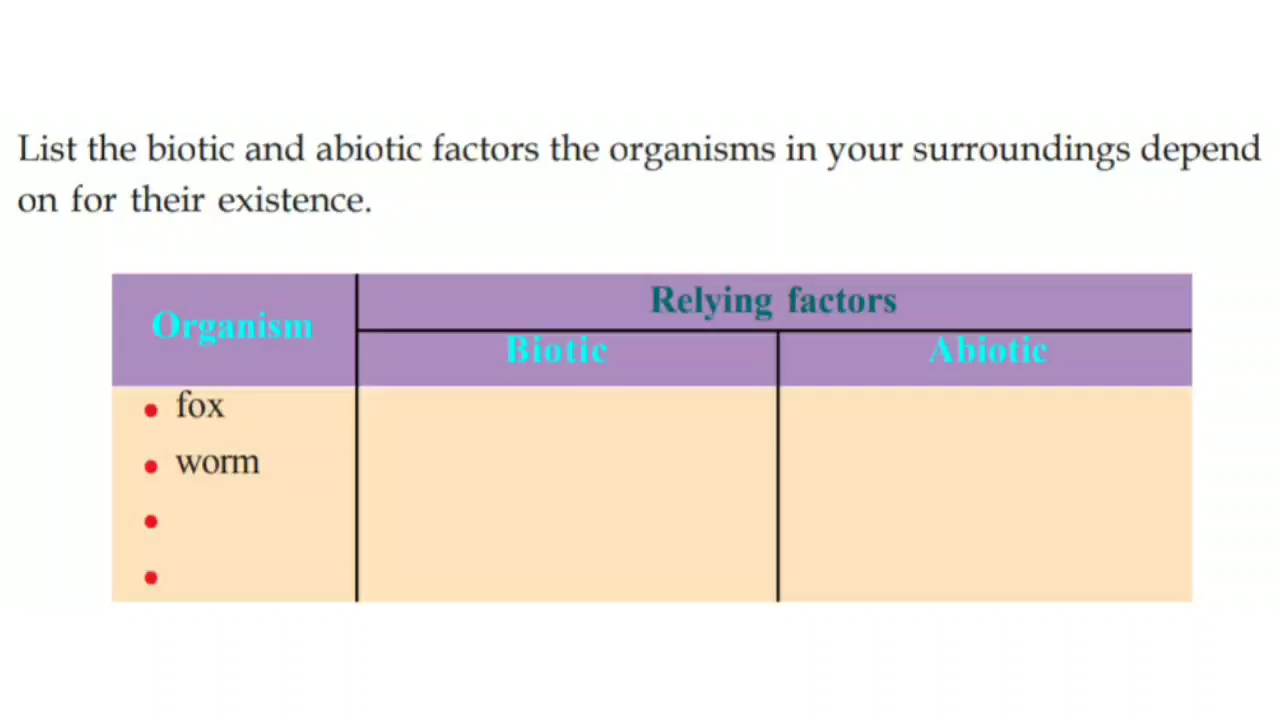 List the biotic and abiotic factors the organisms in your surroundings depend
on for their existence.
Organism
Relying factors
Biotic
Abiotic
• fox
• worm
•
•